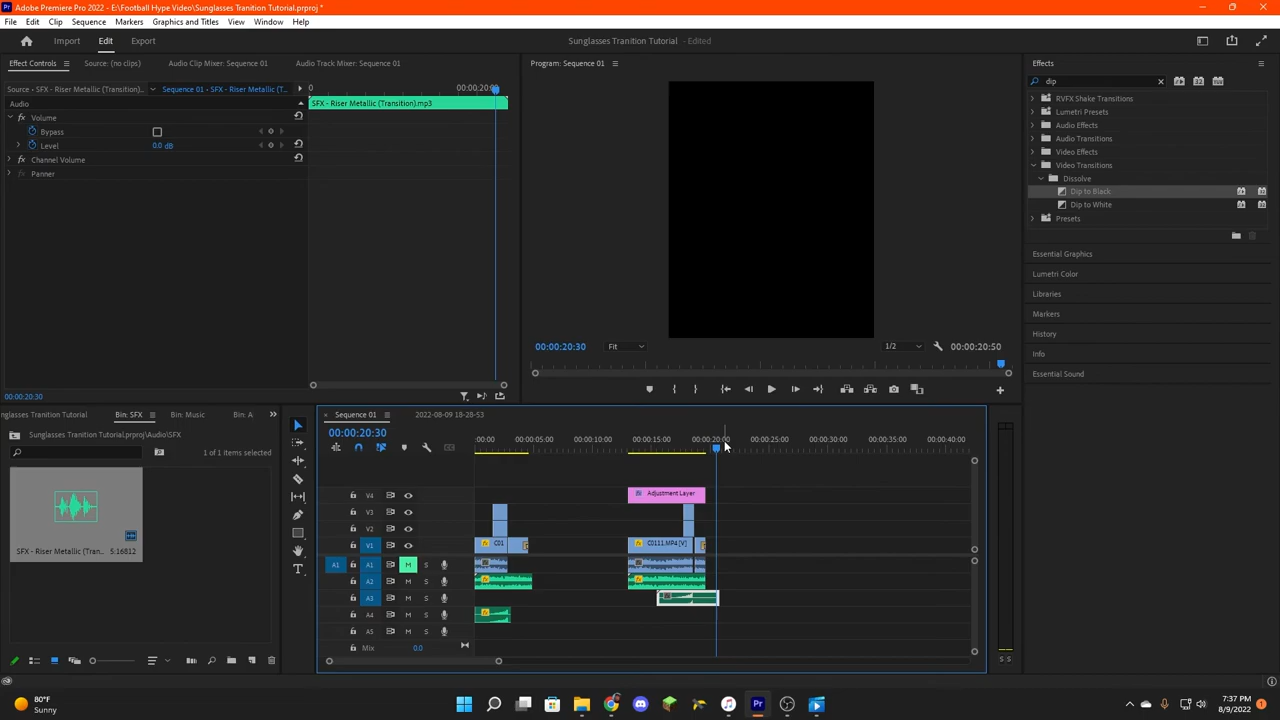 Adobe Premiere Pro 2022 - E:\Football Hype Video\Sunglasses Tranition Tutorial.prproj *
File Edit Clip Sequence Markers Graphics and Titles View Window Help
Import Edit Export
Sunglasses Tranition Tutorial - Edited
Effect Controls Source: (no clips) Audio Clip Mixer: Sequence 01 Audio Track Mixer: Sequence 01
Program: Sequence 01
Effects
Source • SFX - Riser Metallic (Transition)... Sequence 01 • SFX - Riser Metallic (T...
:0 00:00:20:00
Audio
SFX - Riser Metallic (Transition).mp3
fx Volume
Bypass
Level 0.0 dB
fx Channel Volume
fx Panner
dip
RVFX Shake Transitions
Lumetri Presets
Audio Effects
Audio Transitions
Video Effects
Video Transitions
Dissolve
Dip to Black
Dip to White
Presets
Essential Graphics
Lumetri Color
Libraries
Markers
History
Info
Essential Sound
00:00:20:30 Fit 1/2 00:00:20:50
00:00:20:30
unglasses Tranition Tutorial Bin: SFX Bin: Music Bin: A
Sunglasses Tranition Tutorial.prproj\Audio\SFX
1 of 1 items selected
SFX - Riser Metallic (Tran... 5:16812
× Sequence 01 2022-08-09 18-28-53
00:00:20:30
:00:00 00:00:05:00 00:00:10:00 00:00:15:00 00:00:20:00 00:00:25:00 00:00:30:00 00:00:35:00 00:00:40:00
V4 Adjustment Layer
V3
V2
V1 fx C01 fx C0111.MP4 [V]
A1 A1 M S
A2 M S
A3 M S
A4 M S
A5 M S
Mix 0.0
S S
80°F
Sunny
7:37 PM
8/9/2022